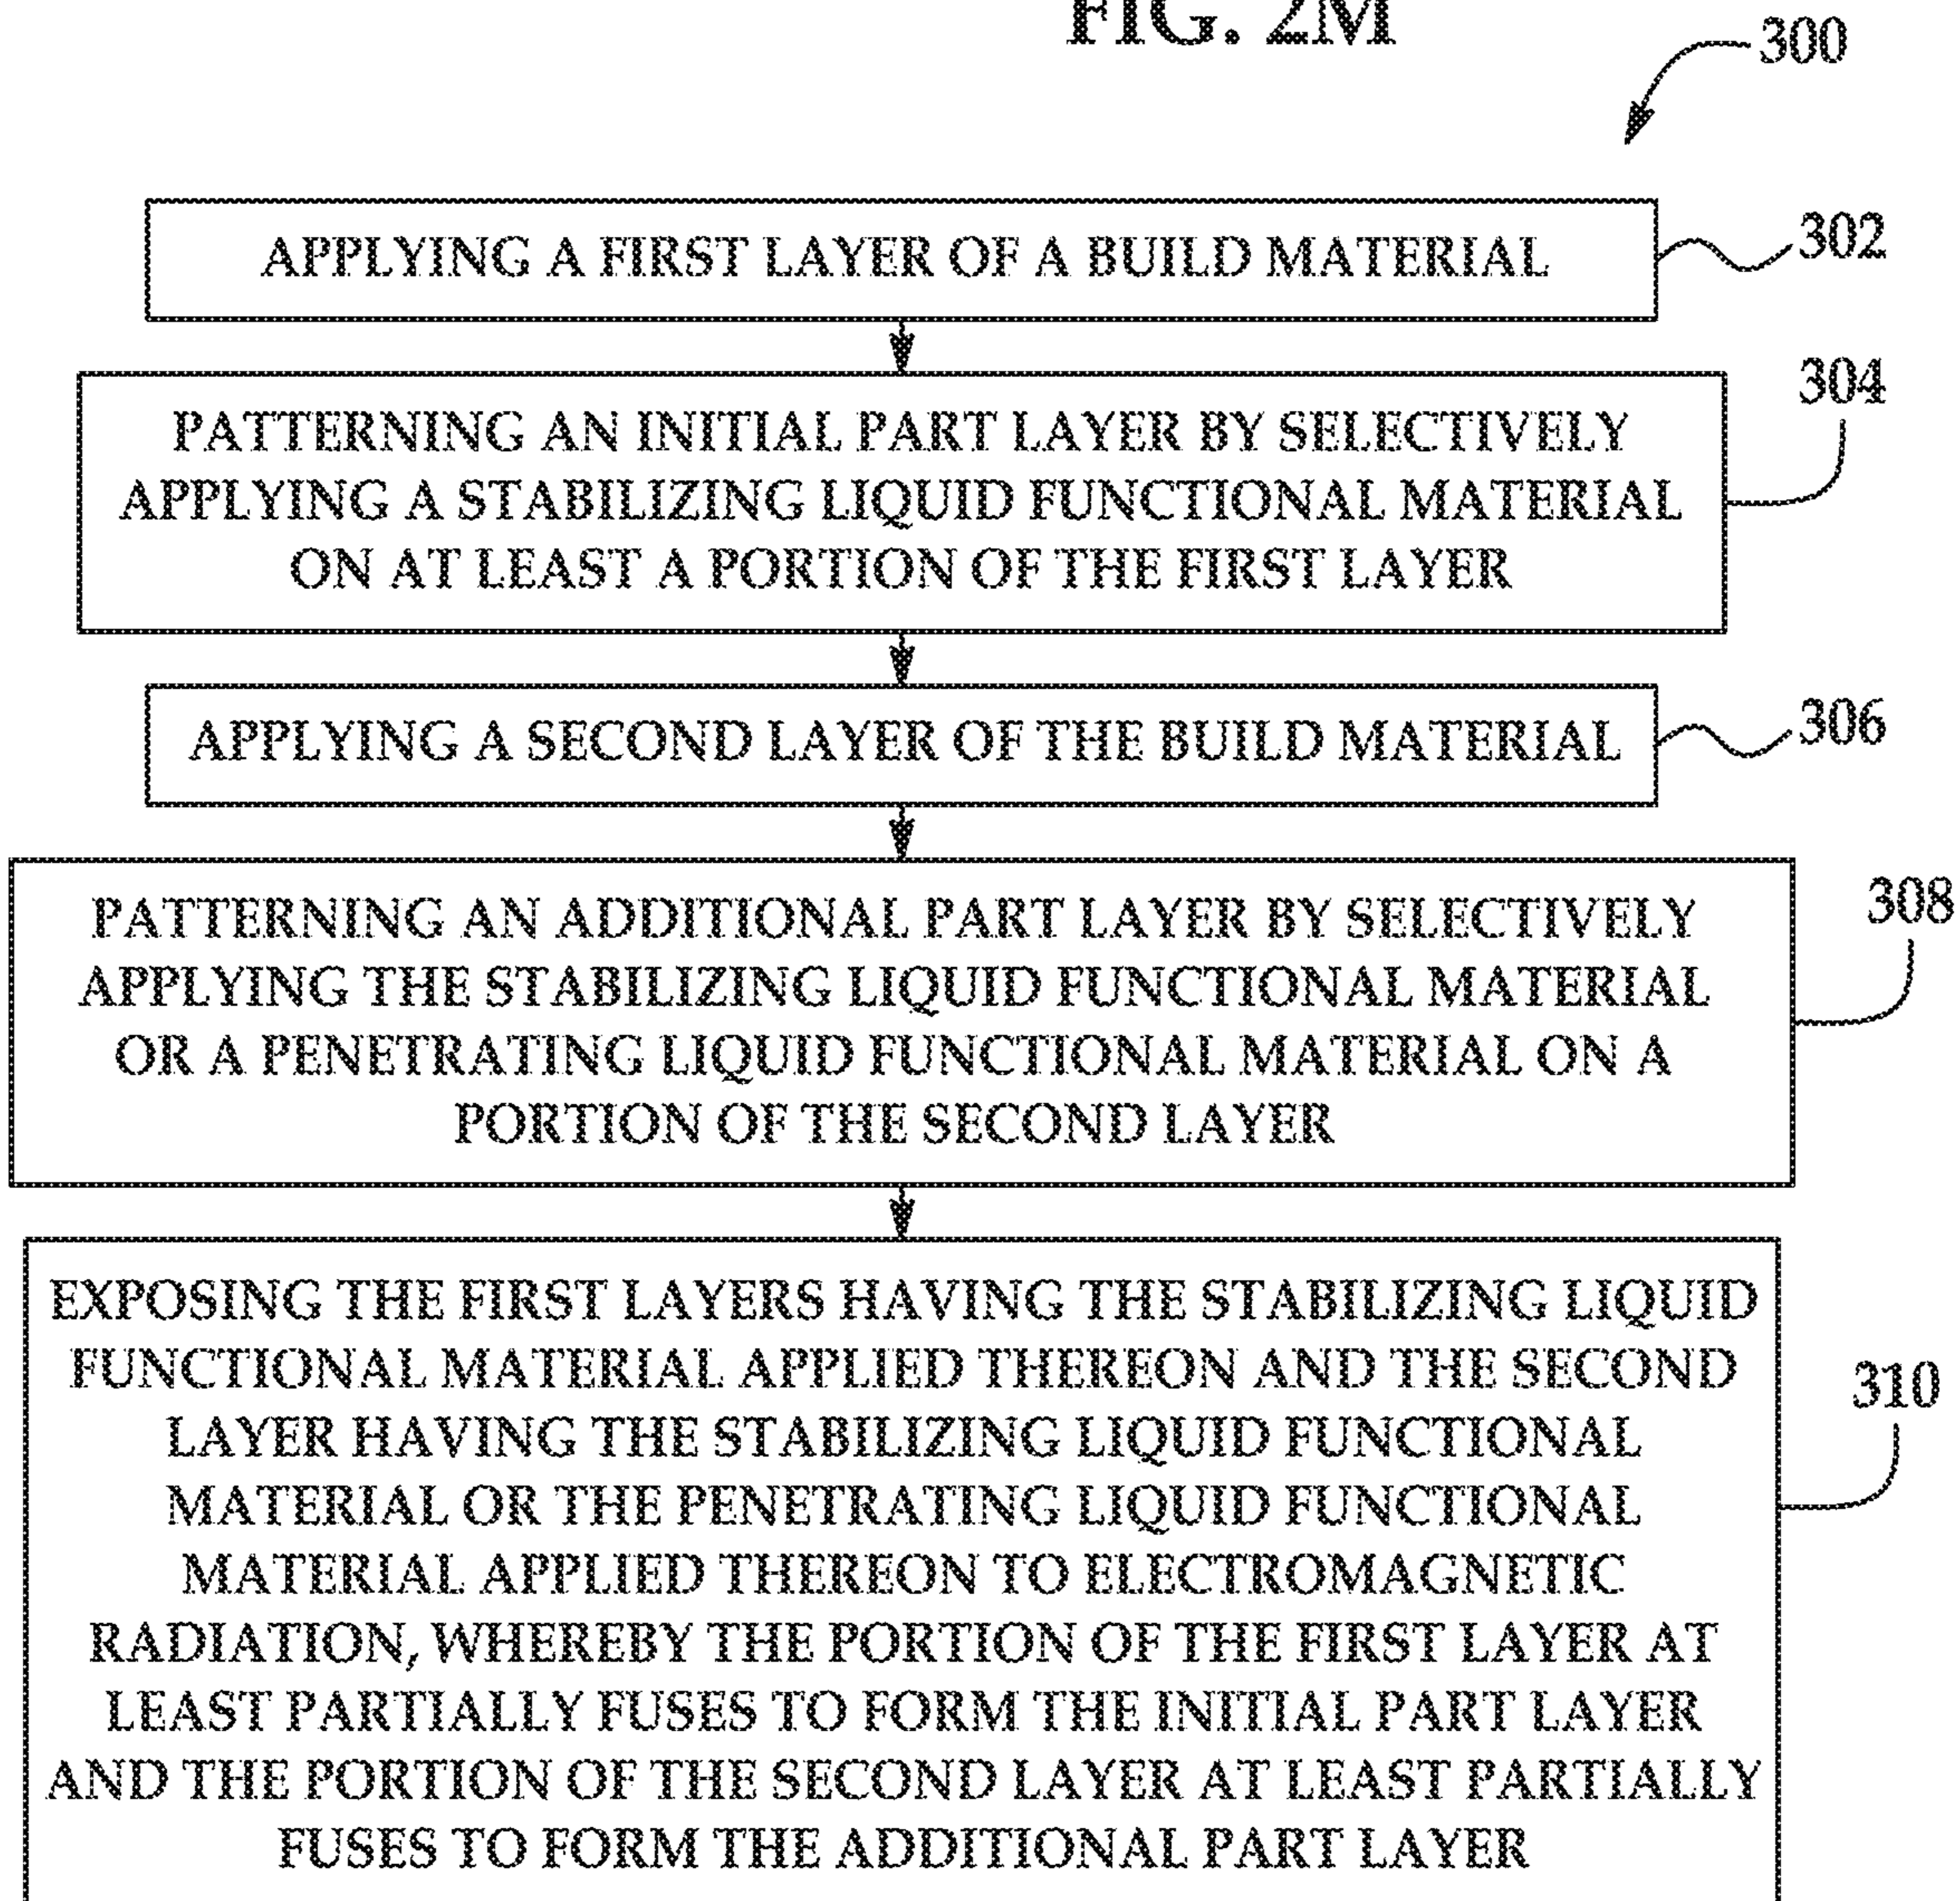 FIG. 2M
300
APPLYING A FIRST LAYER OF A BUILD MATERIAL
302
304
PATTERNING AN INITIAL PART LAYER BY SELECTIVELY
APPLYING A STABILIZING LIQUID FUNCTIONAL MATERIAL
ON AT LEAST A PORTION OF THE FIRST LAYER
APPLYING A SECOND LAYER OF THE BUILD MATERIAL
306
308
PATTERNING AN ADDITIONAL PART LAYER BY SELECTIVELY
APPLYING THE STABILIZING LIQUID FUNCTIONAL MATERIAL
OR A PENETRATING LIQUID FUNCTIONAL MATERIAL ON A
PORTION OF THE SECOND LAYER
310
EXPOSING THE FIRST LAYERS HAVING THE STABILIZING LIQUID
FUNCTIONAL MATERIAL APPLIED THEREON AND THE SECOND
LAYER HAVING THE STABILIZING LIQUID FUNCTIONAL
MATERIAL OR THE PENETRATING LIQUID FUNCTIONAL
MATERIAL APPLIED THEREON TO ELECTROMAGNETIC
RADIATION, WHEREBY THE PORTION OF THE FIRST LAYER AT
LEAST PARTIALLY FUSES TO FORM THE INITIAL PART LAYER
AND THE PORTION OF THE SECOND LAYER AT LEAST PARTIALLY
FUSES TO FORM THE ADDITIONAL PART LAYER